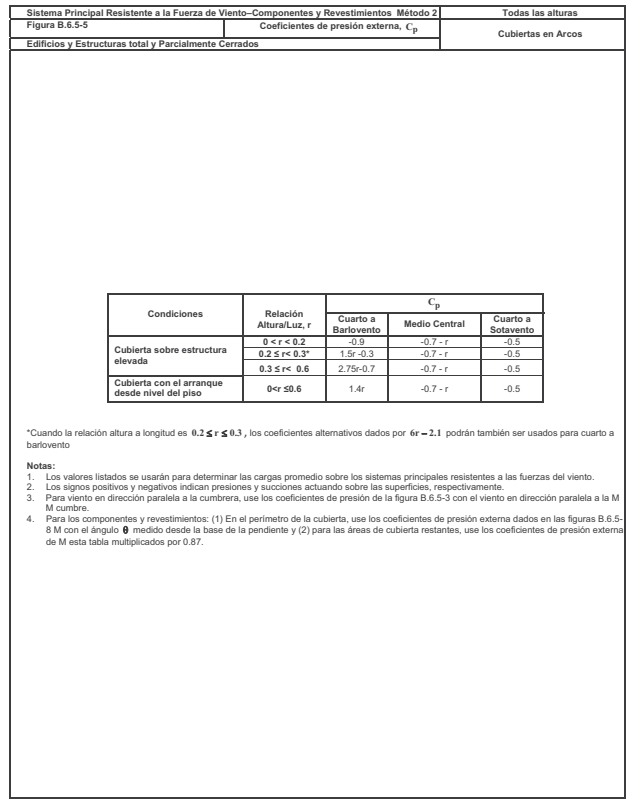 Sistema Principal Resistente a la Fuerza de Viento–Componentes y Revestimientos Método 2
Todas las alturas
Figura B.6.5-5
Coeficientes de presión externa, Cp
Cubiertas en Arcos
Edificios y Estructuras total y Parcialmente Cerrados
Condiciones
Relación
Altura/Luz, r
Cp
Cuarto a
Barlovento
Medio Central
Cuarto a
Sotavento
Cubierta sobre estructura
elevada
0 < r < 0.2
-0.9
-0.7 - r
-0.5
0.2 ≤ r< 0.3*
1.5r -0.3
-0.7 - r
-0.5
0.3 ≤ r< 0.6
2.75r-0.7
-0.7 - r
-0.5
Cubierta con el arranque
desde nivel del piso
0<r ≤0.6
1.4r
-0.7 - r
-0.5
*Cuando la relación altura a longitud es 0.2 ≤ r ≤ 0.3 , los coeficientes alternativos dados por 6r – 2.1 podrán también ser usados para cuarto a
barlovento
Notas:
1. Los valores listados se usarán para determinar las cargas promedio sobre los sistemas principales resistentes a las fuerzas del viento.
2. Los signos positivos y negativos indican presiones y succiones actuando sobre las superficies, respectivamente.
3. Para viento en dirección paralela a la cumbrera, use los coeficientes de presión de la figura B.6.5-3 con el viento en dirección paralela a la M
M cumbre.
4. Para los componentes y revestimientos: (1) En el perímetro de la cubierta, use los coeficientes de presión externa dados en las figuras B.6.5-
8 M con el ángulo θ medido desde la base de la pendiente y (2) para las áreas de cubierta restantes, use los coeficientes de presión externa
de M esta tabla multiplicados por 0.87.